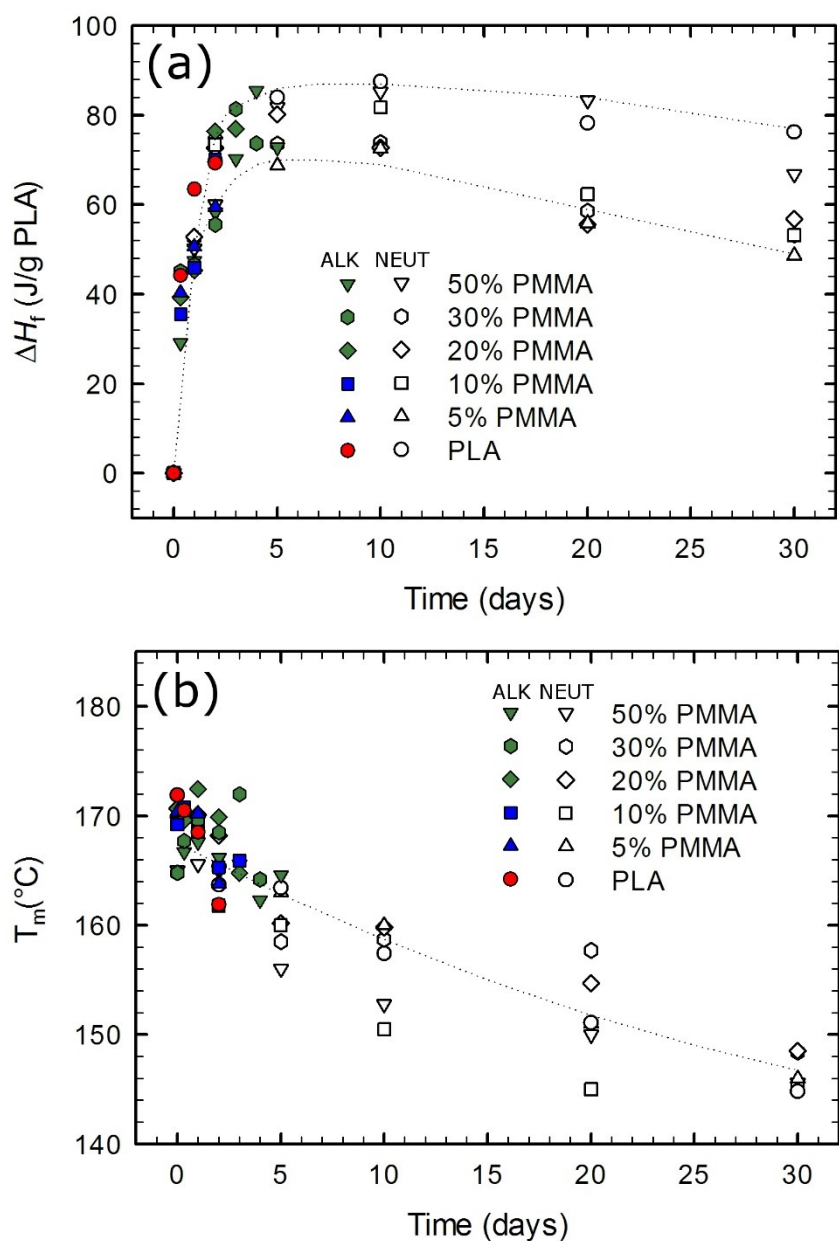 (a)
100
80
60
40
20
0
ΔHf (J/g PLA)
ALK NEUT
50% PMMA
30% PMMA
20% PMMA
10% PMMA
5% PMMA
PLA
0 5 10 15 20 25 30
Time (days)
(b)
180
170
160
150
140
Tm(°C)
ALK NEUT
50% PMMA
30% PMMA
20% PMMA
10% PMMA
5% PMMA
PLA
0 5 10 15 20 25 30
Time (days)